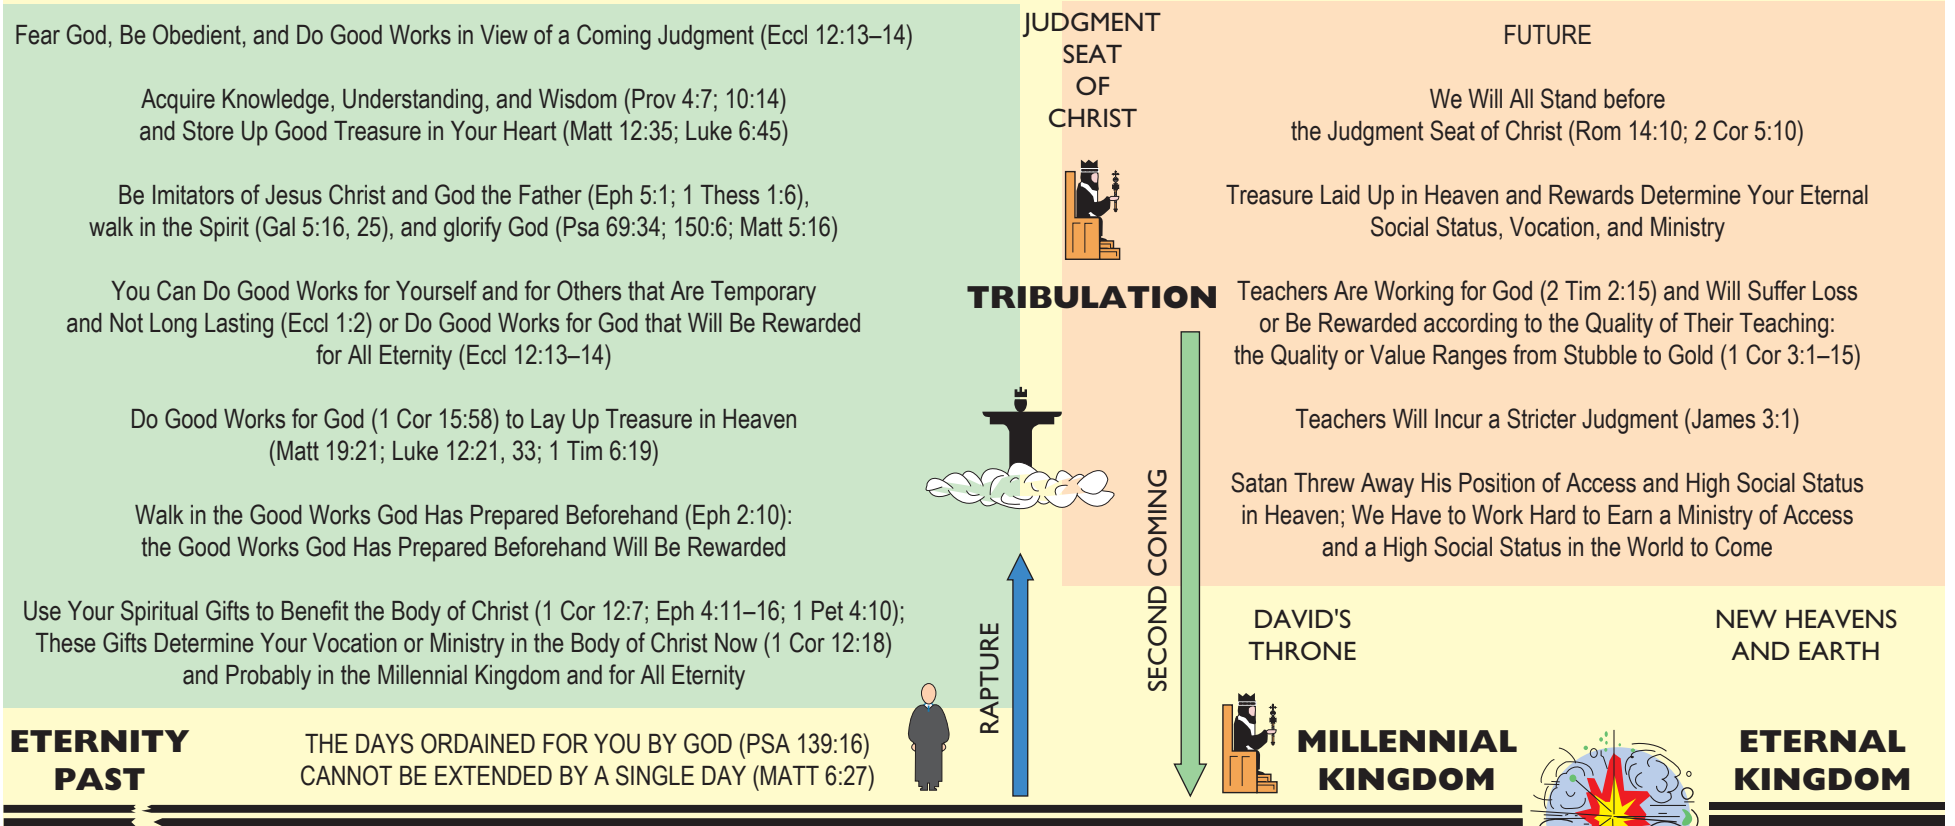 Fear God, Be Obedient, and Do Good Works in View of a Coming Judgment (Eccl 12:13–14)
Acquire Knowledge, Understanding, and Wisdom (Prov 4:7; 10:14)
and Store Up Good Treasure in Your Heart (Matt 12:35; Luke 6:45)
Be Imitators of Jesus Christ and God the Father (Eph 5:1; 1 Thess 1:6),
walk in the Spirit (Gal 5:16, 25), and glorify God (Psa 69:34; 150:6; Matt 5:16)
You Can Do Good Works for Yourself and for Others that Are Temporary
and Not Long Lasting (Eccl 1:2) or Do Good Works for God that Will Be Rewarded
for All Eternity (Eccl 12:13–14)
Do Good Works for God (1 Cor 15:58) to Lay Up Treasure in Heaven
(Matt 19:21; Luke 12:21, 33; 1 Tim 6:19)
Walk in the Good Works God Has Prepared Beforehand (Eph 2:10):
the Good Works God Has Prepared Beforehand Will Be Rewarded
Use Your Spiritual Gifts to Benefit the Body of Christ (1 Cor 12:7; Eph 4:11–16; 1 Pet 4:10);
These Gifts Determine Your Vocation or Ministry in the Body of Christ Now (1 Cor 12:18)
and Probably in the Millennial Kingdom and for All Eternity
ETERNITY
PAST
THE DAYS ORDAINED FOR YOU BY GOD (PSA 139:16)
CANNOT BE EXTENDED BY A SINGLE DAY (MATT 6:27)
RAPTURE
JUDGMENT
SEAT
OF
CHRIST
TRIBULATION
SECOND COMING
FUTURE
We Will All Stand before
the Judgment Seat of Christ (Rom 14:10; 2 Cor 5:10)
Treasure Laid Up in Heaven and Rewards Determine Your Eternal
Social Status, Vocation, and Ministry
Teachers Are Working for God (2 Tim 2:15) and Will Suffer Loss
or Be Rewarded according to the Quality of Their Teaching:
the Quality or Value Ranges from Stubble to Gold (1 Cor 3:1–15)
Teachers Will Incur a Stricter Judgment (James 3:1)
Satan Threw Away His Position of Access and High Social Status
in Heaven; We Have to Work Hard to Earn a Ministry of Access
and a High Social Status in the World to Come
DAVID'S
THRONE
MILLENNIAL
KINGDOM
NEW HEAVENS
AND EARTH
ETERNAL
KINGDOM